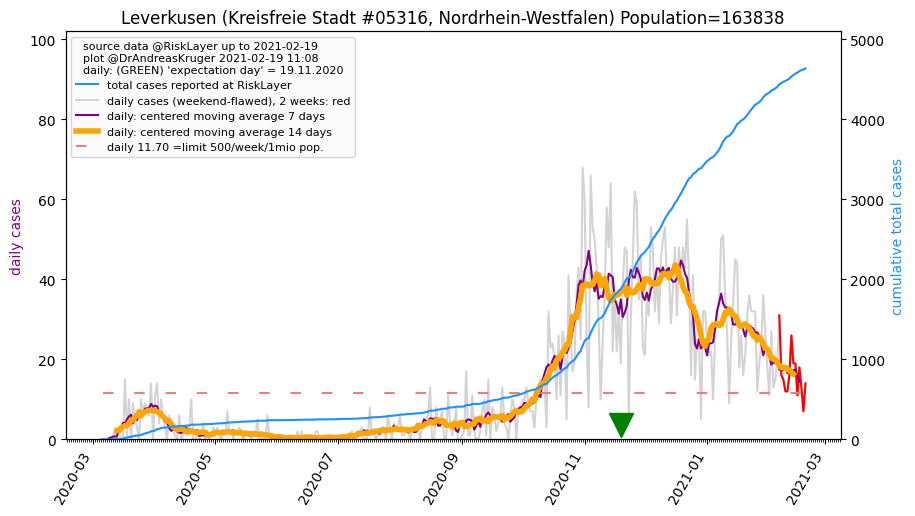 Leverkusen (Kreisfreie Stadt #05316, Nordrhein-Westfalen) Population=163838
source data @RiskLayer up to 2021-02-19
plot @DrAndreasKruger 2021-02-19 11:08
daily: (GREEN) 'expectation day' = 19.11.2020
total cases reported at RiskLayer
daily cases (weekend-flawed), 2 weeks: red
daily: centered moving average 7 days
daily: centered moving average 14 days
daily 11.70 =limit 500/week/1mio pop.
daily cases
100
80
60
40
20
0
5000
4000
3000
2000
1000
0
cumulative total cases
2020-03
2020-05
2020-07
2020-09
2020-11
2021-01
2021-03